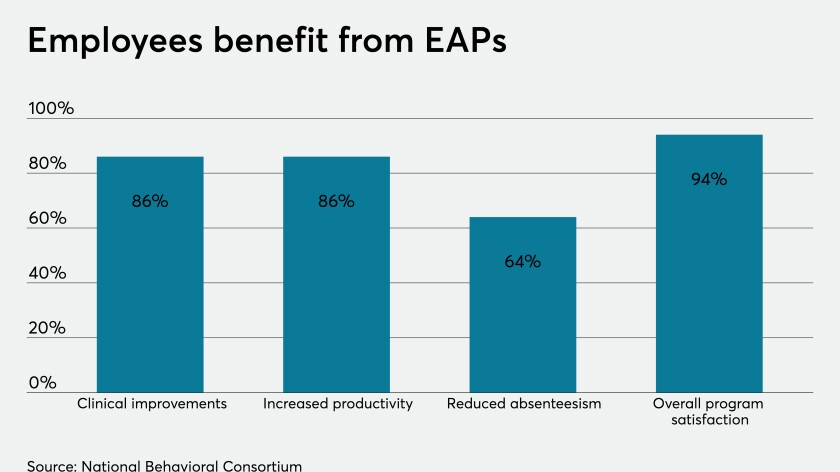 Employees benefit from EAPs
100%
80%
60%
40%
20%
0%
86%
86%
64%
94%
Clinical improvements
Increased productivity
Reduced absenteeism
Overall program
satisfaction
Source: National Behavioral Consortium